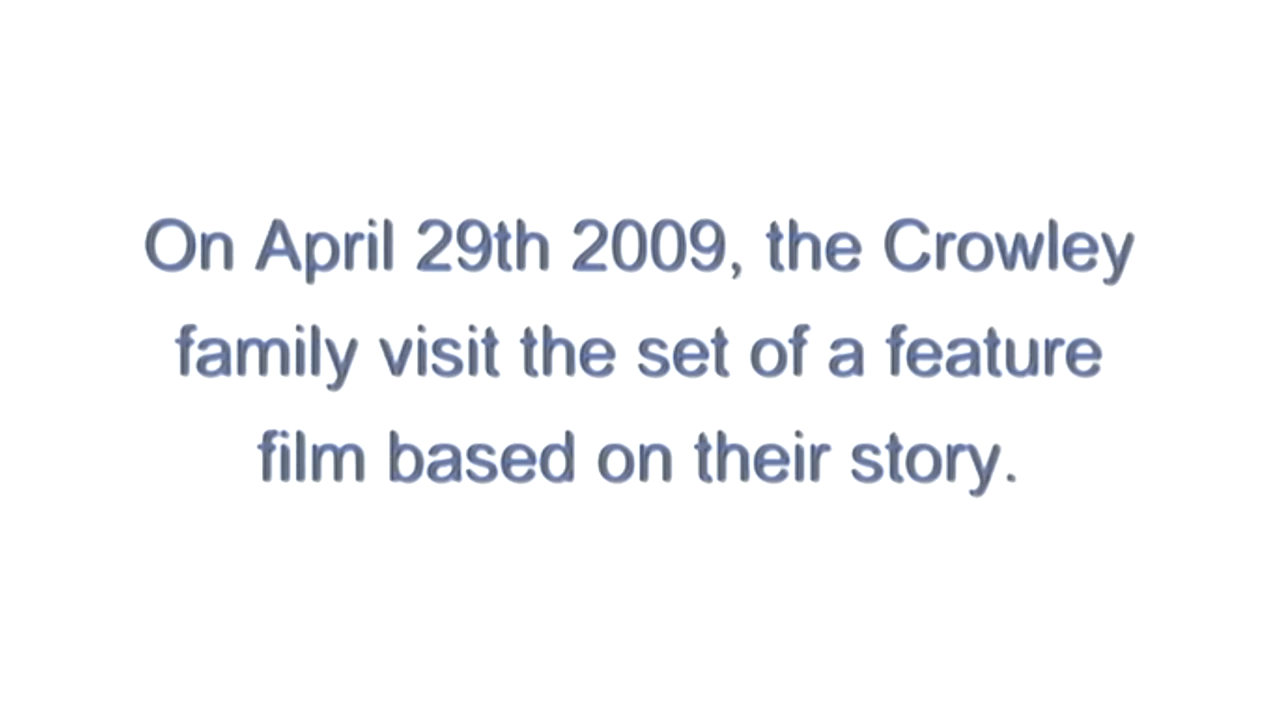 On April 29th 2009, the Crowley
family visit the set of a feature
film based on their story.